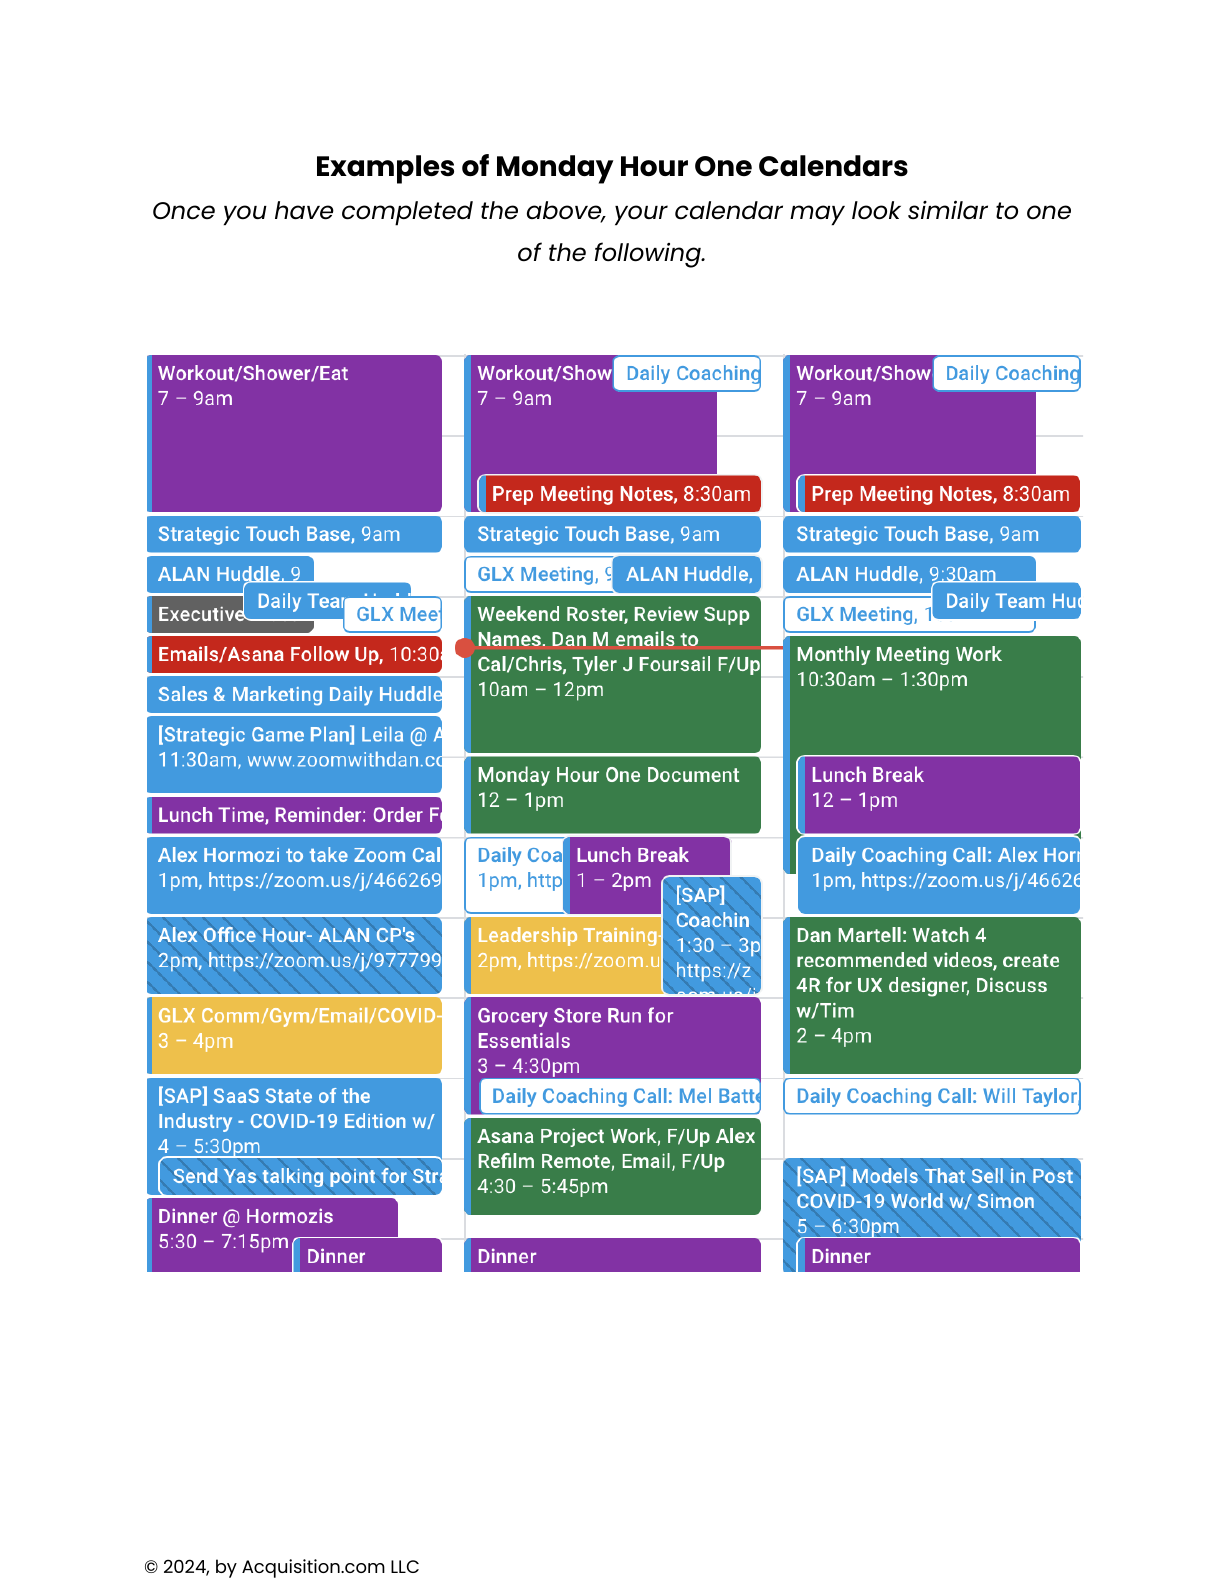 Examples of Monday Hour One Calendars
Once you have completed the above, your calendar may look similar to one
of the following.
Workout/Shower/Eat
7 – 9am
Strategic Touch Base, 9am
ALAN Huddle, 9
Daily Team
Executive
GLX Meet
Emails/Asana Follow Up, 10:30a
Sales & Marketing Daily Huddle
[Strategic Game Plan] Leila @ A
11:30am, www.zoomwithdan.co
Lunch Time, Reminder: Order Fo
Alex Hormozi to take Zoom Cal
1pm, https://zoom.us/j/466269
Alex Office Hour- ALAN CP's
2pm, https://zoom.us/j/977799
GLX Comm/Gym/Email/COVID-
3 – 4pm
[SAP] SaaS State of the
Industry - COVID-19 Edition w/
4 – 5:30pm
Send Yas talking point for Stra
Dinner @ Hormozis
5:30 – 7:15pm
Dinner
Workout/Show
7 – 9am
Daily Coaching
Prep Meeting Notes, 8:30am
Strategic Touch Base, 9am
GLX Meeting, 9
ALAN Huddle,
Weekend Roster, Review Supp
Names, Dan M emails to
Cal/Chris, Tyler J Foursail F/Up
10am – 12pm
Monday Hour One Document
12 – 1pm
Daily Coa
1pm, http
Lunch Break
1 – 2pm
[SAP]
Coachin
1:30 – 3p
https://z
Leadership Training-
2pm, https://zoom.u
Grocery Store Run for
Essentials
3 – 4:30pm
Daily Coaching Call: Mel Batte
Asana Project Work, F/Up Alex
Refilm Remote, Email, F/Up
4:30 – 5:45pm
Dinner
Workout/Show
7 – 9am
Daily Coaching
Prep Meeting Notes, 8:30am
Strategic Touch Base, 9am
ALAN Huddle, 9:30am
Daily Team Hud
GLX Meeting, 1
Monthly Meeting Work
10:30am – 1:30pm
Lunch Break
12 – 1pm
Daily Coaching Call: Alex Horm
1pm, https://zoom.us/j/46626
Dan Martell: Watch 4
recommended videos, create
4R for UX designer, Discuss
w/Tim
2 – 4pm
Daily Coaching Call: Will Taylor,
[SAP] Models That Sell in Post
COVID-19 World w/ Simon
5 – 6:30pm
Dinner
© 2024, by Acquisition.com LLC